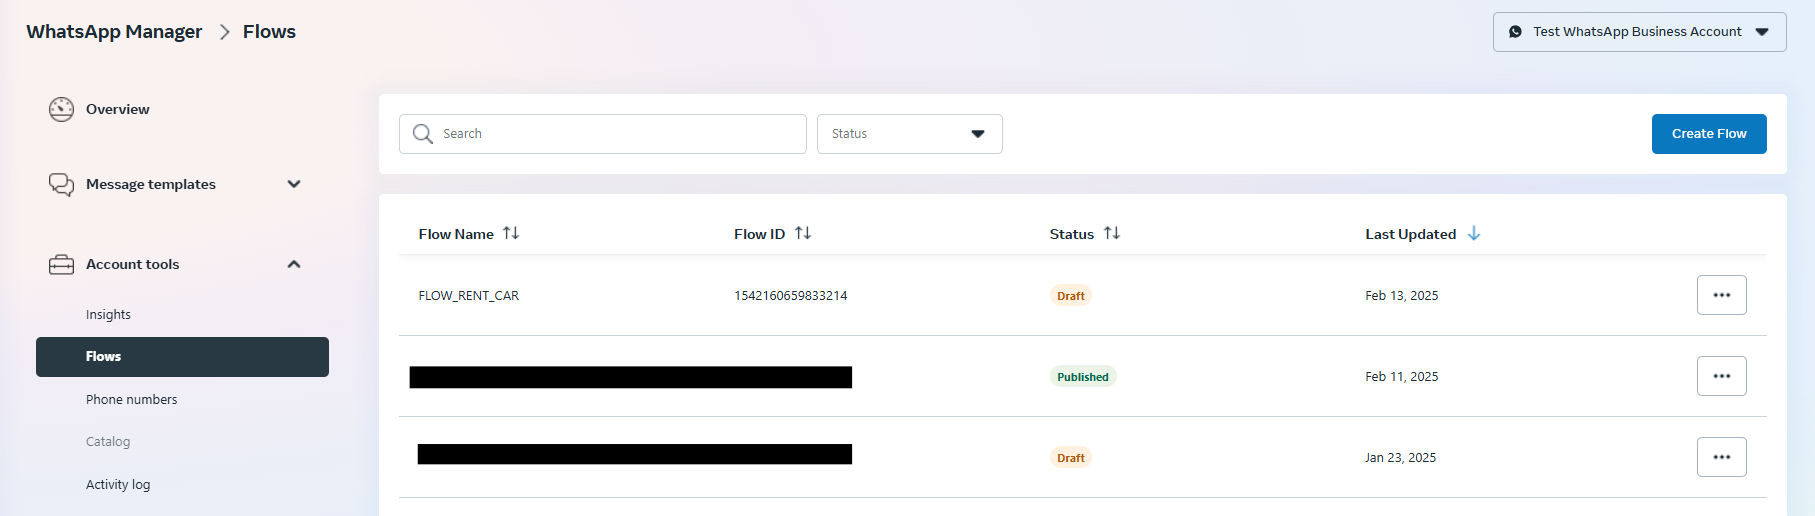 WhatsApp Manager > Flows
Test WhatsApp Business Account
Overview
Message templates
Account tools
Insights
Flows
Phone numbers
Catalog
Activity log
Search
Status
Create Flow
Flow Name Flow ID Status Last Updated
FLOW_RENT_CAR 1542160659833214 Draft Feb 13, 2025
Published Feb 11, 2025
Draft Jan 23, 2025